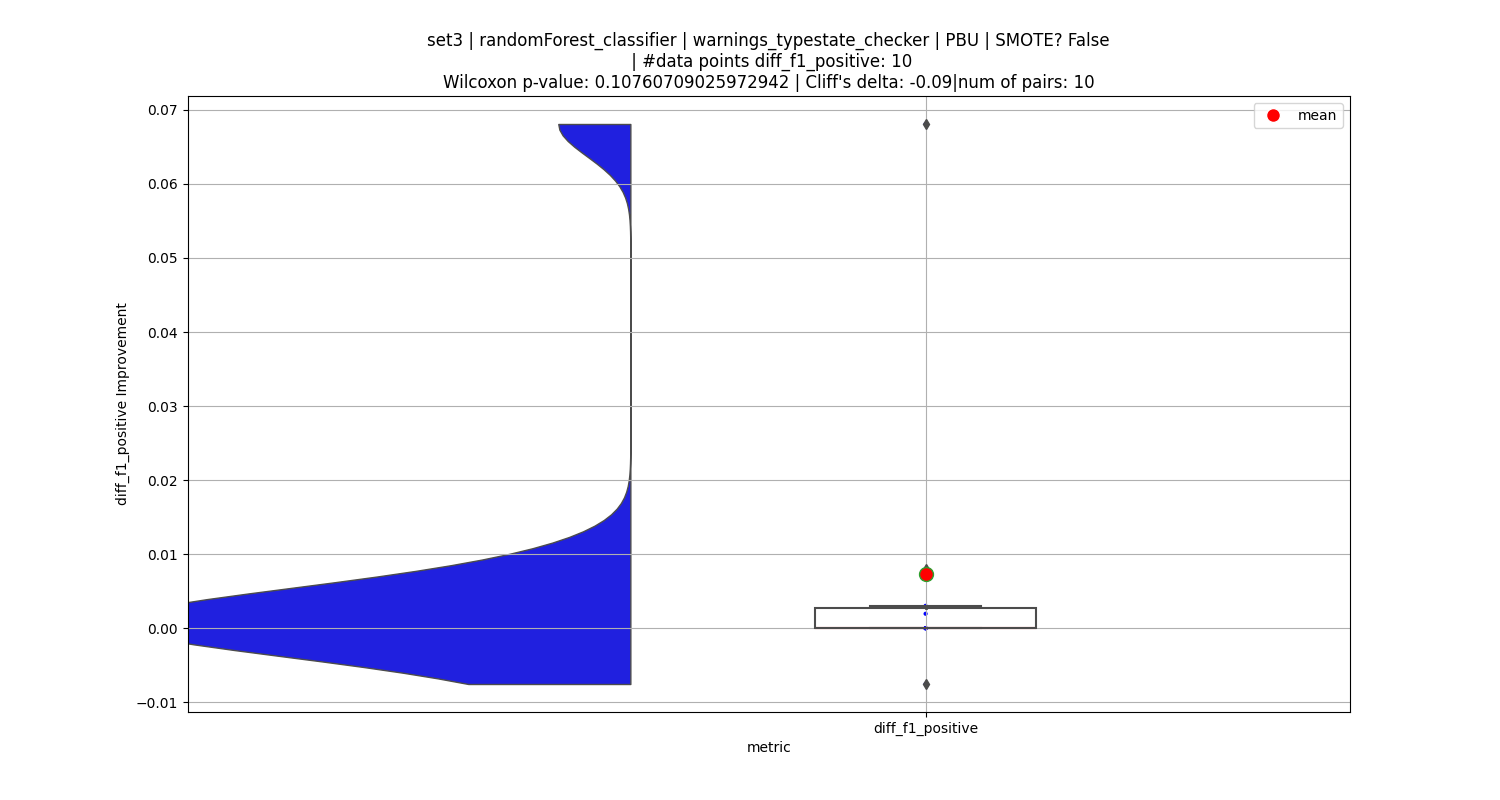 set3 | randomForest_classifier | warnings_typestate_checker | PBU | SMOTE? False
| #data points diff_f1_positive: 10
Wilcoxon p-value: 0.10760709025972942 | Cliff's delta: -0.09|num of pairs: 10
mean
0.07
0.06
0.05
0.04
0.03
0.02
0.01
0.00
−0.01
diff_f1_positive Improvement
diff_f1_positive
metric